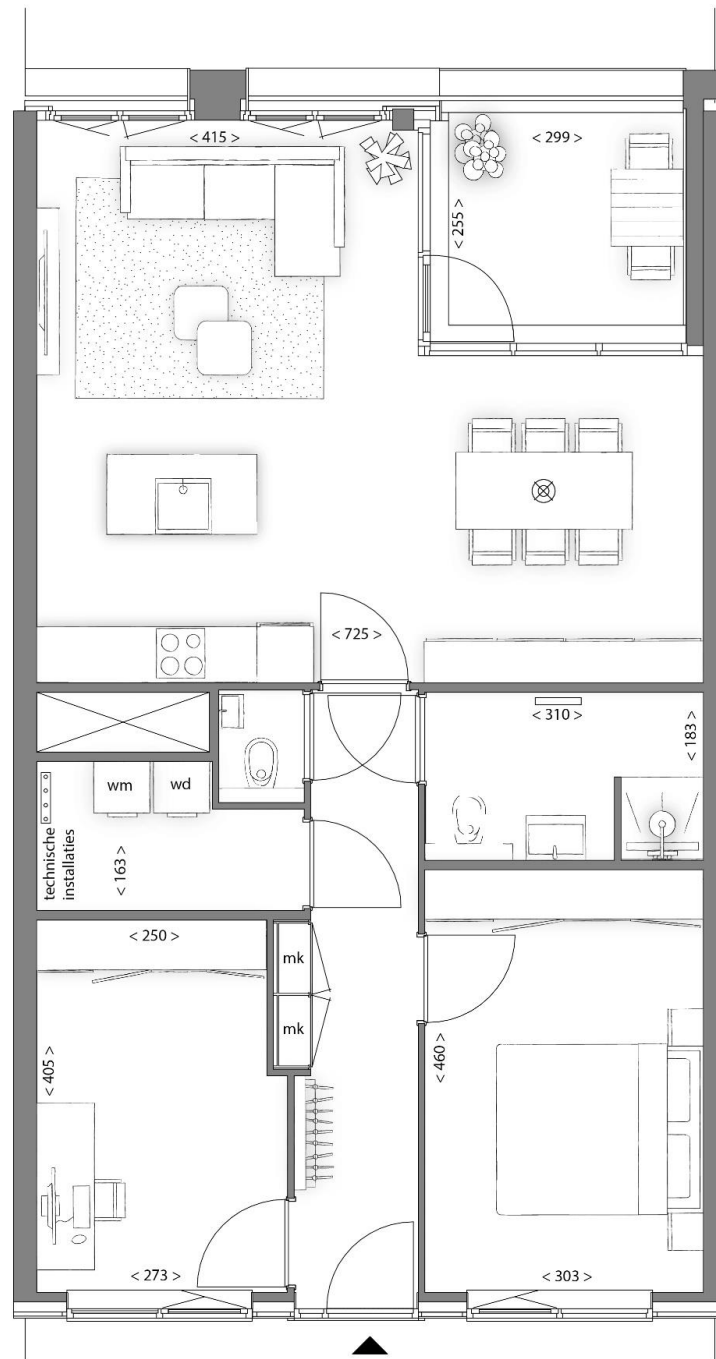 < 415 >
< 299 >
< 255 >
< 725 >
< 310 >
< 183 >
wm
wd
technische
installaties
< 163 >
< 250 >
mk
mk
< 405 >
< 460 >
< 273 >
< 303 >